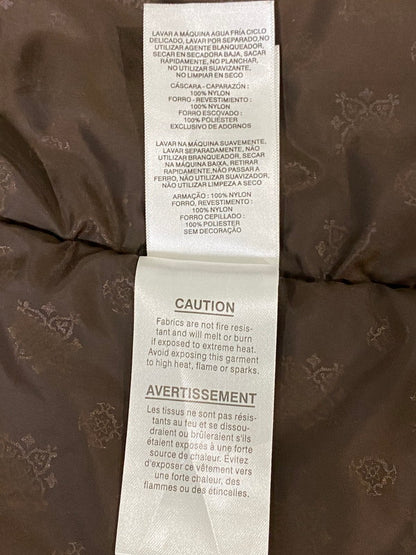 LAVAR A MÁQUINA AGUA FRÍA CICLO
DELICADO, LAVAR POR SEPARADO,NO
UTILIZAR AGENTE BLANQUEADOR,
SECAR EN SECADORA BAJA, SACAR
RÁPIDAMENTE, NO PLANCHAR,
NO UTILIZAR SUAVIZANTE,
NO LIMPIAR EN SECO
CÁSCARA - CAPARAZÓN :
100% NYLON
FORRO - REVESTIMIENTO :
100% NYLON
FORRO ESCOVADO :
100% POLIÉSTER
EXCLUSIVO DE ADORNOS
LAVAR NA MÁQUINA SUAVEMENTE,
LAVAR SEPARADAMENTE, NÃO
UTILIZAR BRANQUEADOR, SECAR
NA MÁQUINA BAIXA, RETIRAR
RAPIDAMENTE,NÃO PASSAR A
FERRO, NÃO UTILIZAR SUAVIZADOR,
NÃO UTILIZAR LIMPEZA A SECO
ARMAÇÃO : 100% NYLON
FORRO, REVESTIMENTO :
100% NYLON
FORRO CEPILLADO :
100% POLIESTER
SEM DECORAÇÃO
CAUTION
Fabrics are not fire resis-
tant and will melt or burn
if exposed to extreme heat.
Avoid exposing this garment
to high heat, flame or sparks.
AVERTISSEMENT
Les tissus ne sont pas résis-
tants au feu et se dissou-
draient ou brûleraient s'ils
étaient exposés à une forte
source de chaleur. Evitez
d'exposer ce vêtement vers
une forte chaleur, des
flammes ou des étincelles.